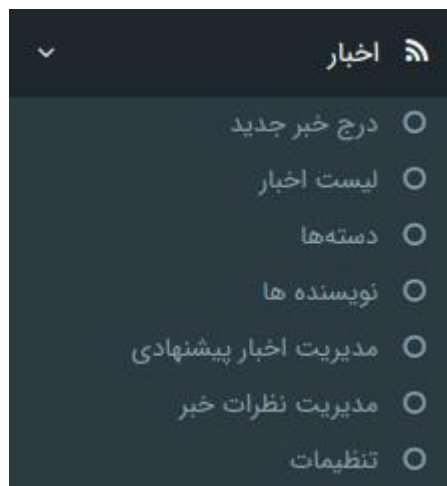 اخبار
درج خبر جدید
لیست اخبار
دسته‌ها
نویسنده ها
مدیریت اخبار پیشنهادی
مدیریت نظرات خبر
تنظیمات